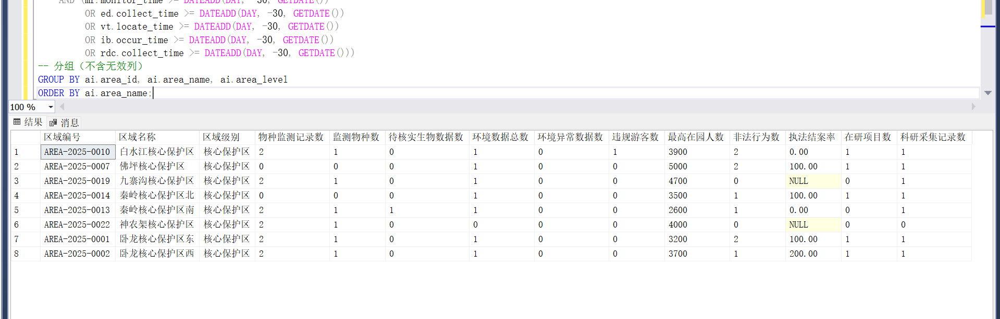 AND (mr.monitor_time >= DATEADD(DAY, -30, GETDATE())
OR ed.collect_time >= DATEADD(DAY, -30, GETDATE())
OR vt.locate_time >= DATEADD(DAY, -30, GETDATE())
OR ib.occur_time >= DATEADD(DAY, -30, GETDATE())
OR rdc.collect_time >= DATEADD(DAY, -30, GETDATE()))
-- 分组（不含无效列）
GROUP BY ai.area_id, ai.area_name, ai.area_level
ORDER BY ai.area_name;
100 %
结果 消息
区域编号 区域名称 区域级别 物种监测记录数 监测物种数 待核实生物数据数 环境数据总数 环境异常数据数 违规游客数 最高在园人数 非法行为数 执法结案率 在研项目数 科研采集记录数
1 AREA-2025-0010 白水江核心保护区 核心保护区 2 1 0 1 0 1 3900 2 0.00 1 1
2 AREA-2025-0007 佛坪核心保护区 核心保护区 0 0 0 1 0 0 5000 2 100.00 1 1
3 AREA-2025-0019 九寨沟核心保护区 核心保护区 2 1 0 1 0 0 4700 0 NULL 0 1
4 AREA-2025-0014 秦岭核心保护区北 核心保护区 0 0 0 1 0 0 3500 1 100.00 1 1
5 AREA-2025-0013 秦岭核心保护区南 核心保护区 2 1 1 1 0 0 2600 1 0.00 0 1
6 AREA-2025-0022 神农架核心保护区 核心保护区 2 1 0 0 0 0 4000 0 NULL 0 0
7 AREA-2025-0001 卧龙核心保护区东 核心保护区 2 1 0 1 0 0 3200 2 100.00 1 1
8 AREA-2025-0002 卧龙核心保护区西 核心保护区 2 1 0 1 0 0 3700 1 200.00 1 1